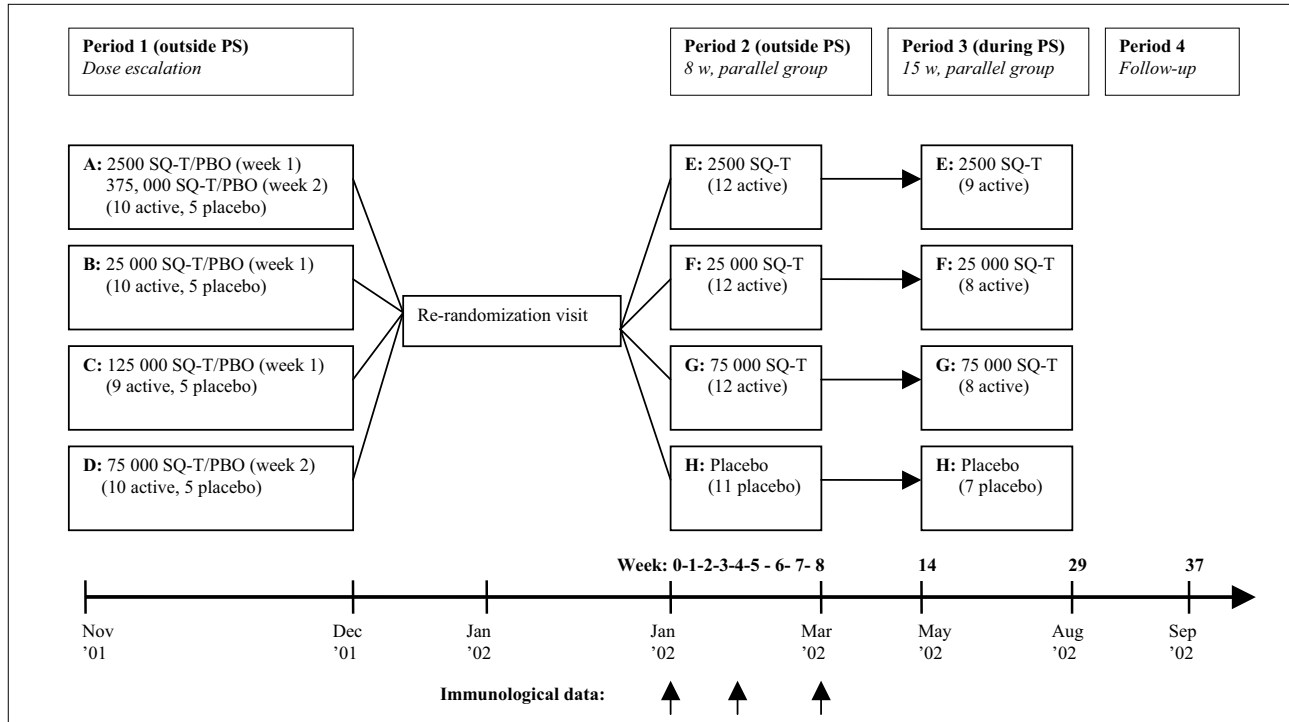 Period 1 (outside PS)
Dose escalation
Period 2 (outside PS)
8 w, parallel group
Period 3 (during PS)
15 w, parallel group
Period 4
Follow-up
A: 2500 SQ-T/PBO (week 1)
375, 000 SQ-T/PBO (week 2)
(10 active, 5 placebo)
B: 25 000 SQ-T/PBO (week 1)
(10 active, 5 placebo)
C: 125 000 SQ-T/PBO (week 1)
(9 active, 5 placebo)
D: 75 000 SQ-T/PBO (week 2)
(10 active, 5 placebo)
Re-randomization visit
E: 2500 SQ-T
(12 active)
F: 25 000 SQ-T
(12 active)
G: 75 000 SQ-T
(12 active)
H: Placebo
(11 placebo)
E: 2500 SQ-T
(9 active)
F: 25 000 SQ-T
(8 active)
G: 75 000 SQ-T
(8 active)
H: Placebo
(7 placebo)
Week: 0-1-2-3-4-5 - 6- 7- 8 14 29 37
Nov Dec Jan Jan Mar May Aug Sep
’01 ’01 ’02 ’02 ’02 ’02 ’02 ’02
Immunological data: